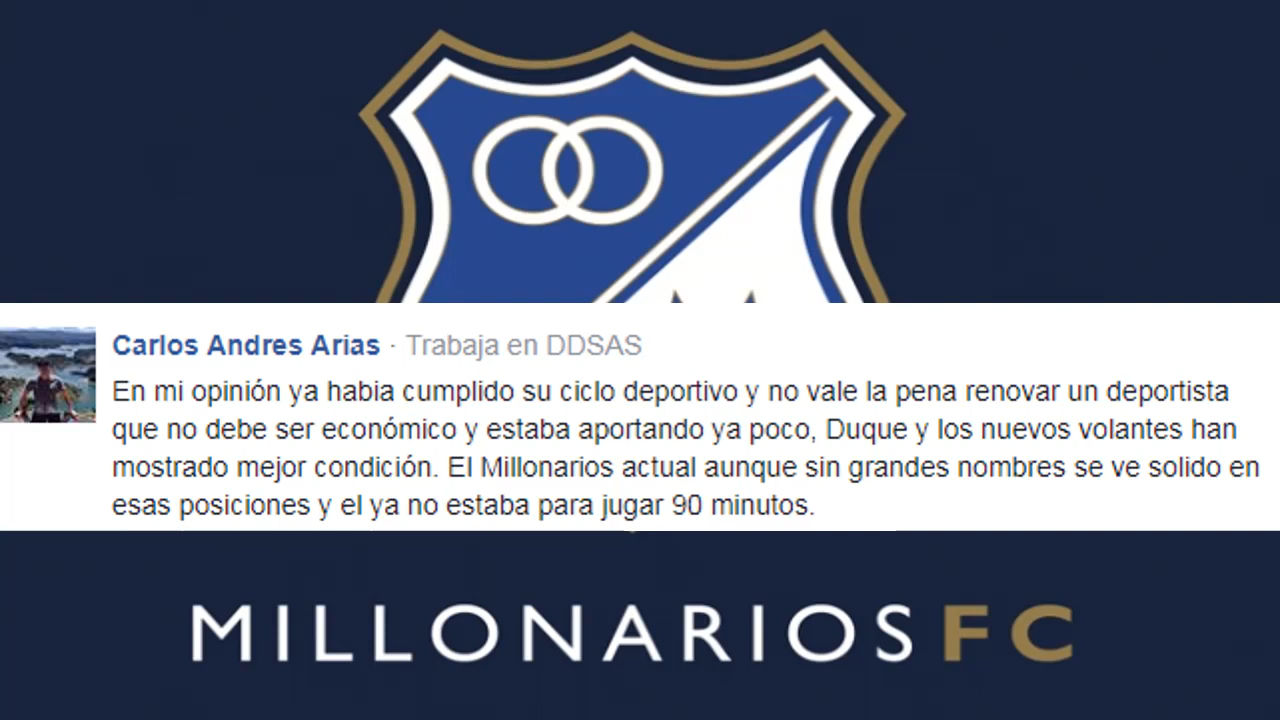 Carlos Andres Arias · Trabaja en DDSAS
En mi opinión ya habia cumplido su ciclo deportivo y no vale la pena renovar un deportista
que no debe ser económico y estaba aportando ya poco, Duque y los nuevos volantes han
mostrado mejor condición. El Millonarios actual aunque sin grandes nombres se ve solido en
esas posiciones y el ya no estaba para jugar 90 minutos.
MILLONARIOS FC